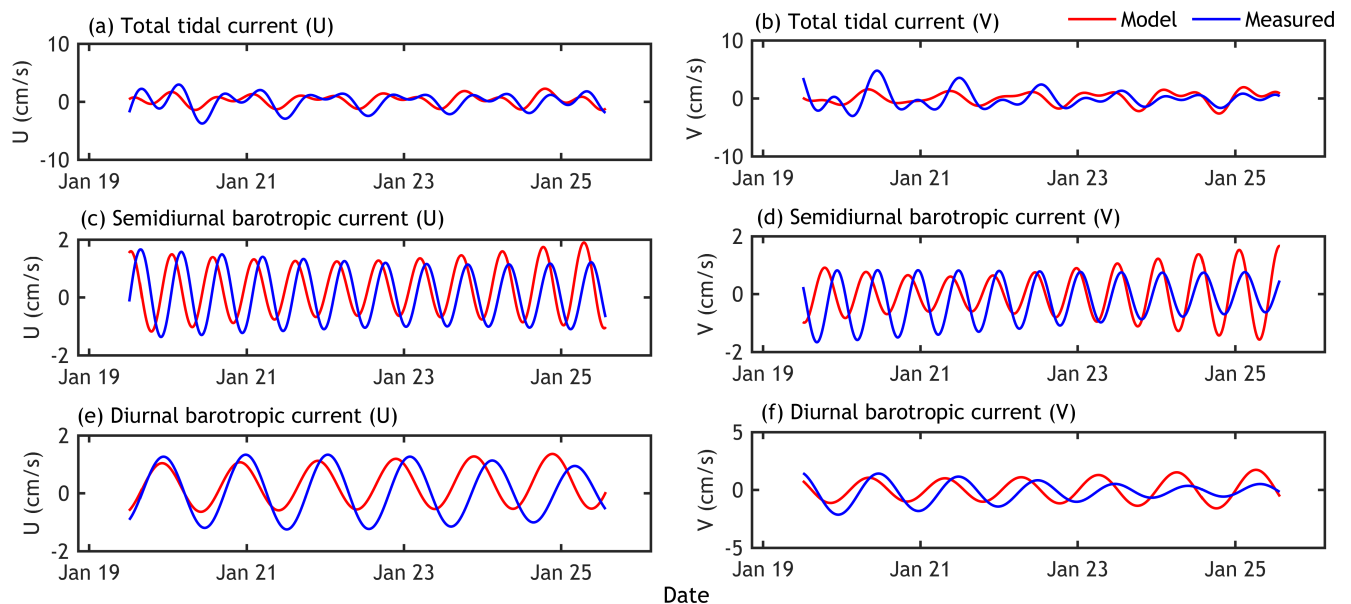 (a) Total tidal current (U)
(b) Total tidal current (V)
Model
Measured
10
0
-10
U (cm/s)
Jan 19
Jan 21
Jan 23
Jan 25
10
0
-10
V (cm/s)
Jan 19
Jan 21
Jan 23
Jan 25
(c) Semidiurnal barotropic current (U)
2
0
-2
U (cm/s)
Jan 19
Jan 21
Jan 23
Jan 25
(d) Semidiurnal barotropic current (V)
2
0
-2
V (cm/s)
Jan 19
Jan 21
Jan 23
Jan 25
(e) Diurnal barotropic current (U)
2
0
-2
U (cm/s)
Jan 19
Jan 21
Jan 23
Jan 25
(f) Diurnal barotropic current (V)
5
0
-5
V (cm/s)
Jan 19
Jan 21
Jan 23
Jan 25
Date